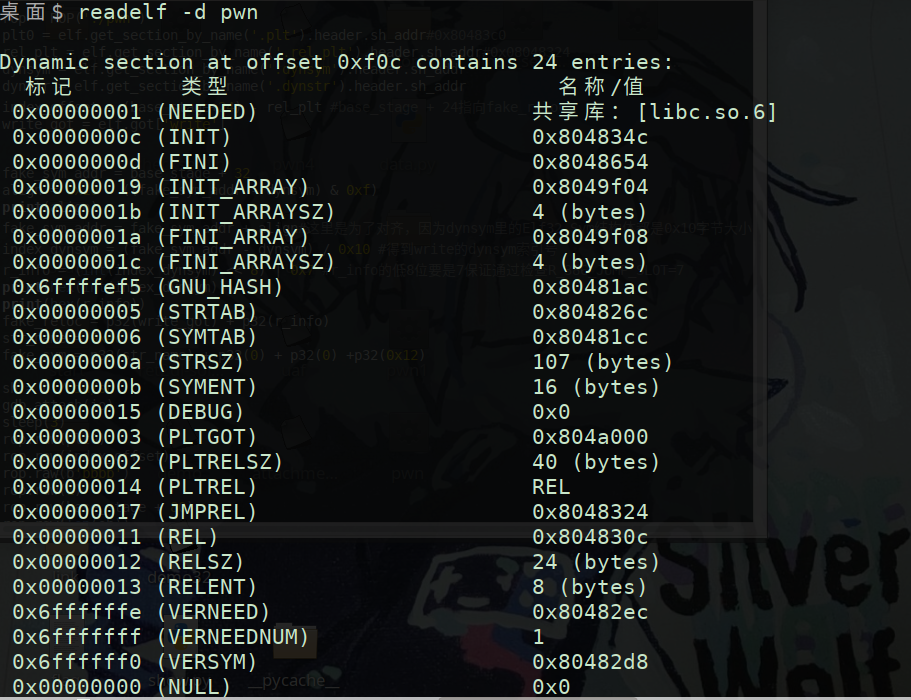 桌面$ readelf -d pwn
Dynamic section at offset 0xf0c contains 24 entries:
标记 类型 名称/值
0x00000001 (NEEDED) 共享库：[libc.so.6]
0x0000000c (INIT) 0x804834c
0x0000000d (FINI) 0x8048654
0x00000019 (INIT_ARRAY) 0x8049f04
0x0000001b (INIT_ARRAYSZ) 4 (bytes)
0x0000001a (FINI_ARRAY) 0x8049f08
0x0000001c (FINI_ARRAYSZ) 4 (bytes)
0x6ffffef5 (GNU_HASH) 0x80481ac
0x00000005 (STRTAB) 0x804826c
0x00000006 (SYMTAB) 0x80481cc
0x0000000a (STRSZ) 107 (bytes)
0x0000000b (SYMENT) 16 (bytes)
0x00000015 (DEBUG) 0x0
0x00000003 (PLTGOT) 0x804a000
0x00000002 (PLTRELSZ) 40 (bytes)
0x00000014 (PLTREL) REL
0x00000017 (JMPREL) 0x8048324
0x00000011 (REL) 0x804830c
0x00000012 (RELSZ) 24 (bytes)
0x00000013 (RELENT) 8 (bytes)
0x6ffffffe (VERNEED) 0x80482ec
0x6fffffff (VERNEEDNUM) 1
0x6ffffff0 (VERSYM) 0x80482d8
0x00000000 (NULL) 0x0
Silver
Wolf
__pycache__